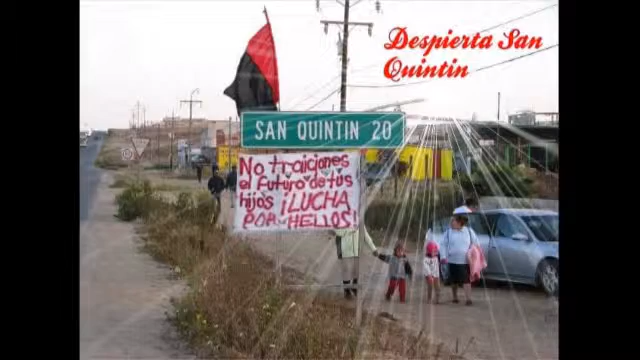 Despierta San
Quintin
SAN QUINTIN 20
No traiciones
el futuro de tus
hijos ¡LUCHA
POR HELLOS!